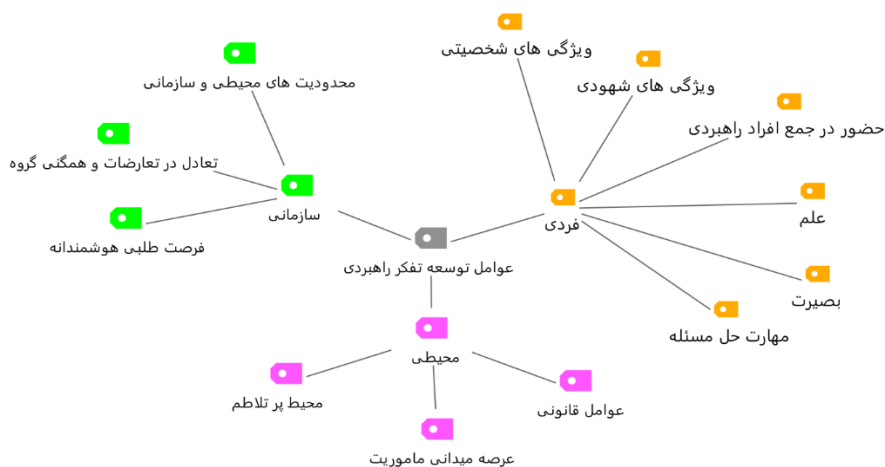 ویژگی های شخصیتی
ویژگی های شهودی
محدودیت های محیطی و سازمانی
حضور در جمع افراد راهبردی
تعادل در تعارضات و همگنی گروه
سازمانی
علم
فردی
فرصت طلبی هوشمندانه
عوامل توسعه تفکر راهبردی
بصیرت
مهارت حل مسئله
محیطی
محیط پر تلاطم
عوامل قانونی
عرصه میدانی ماموریت